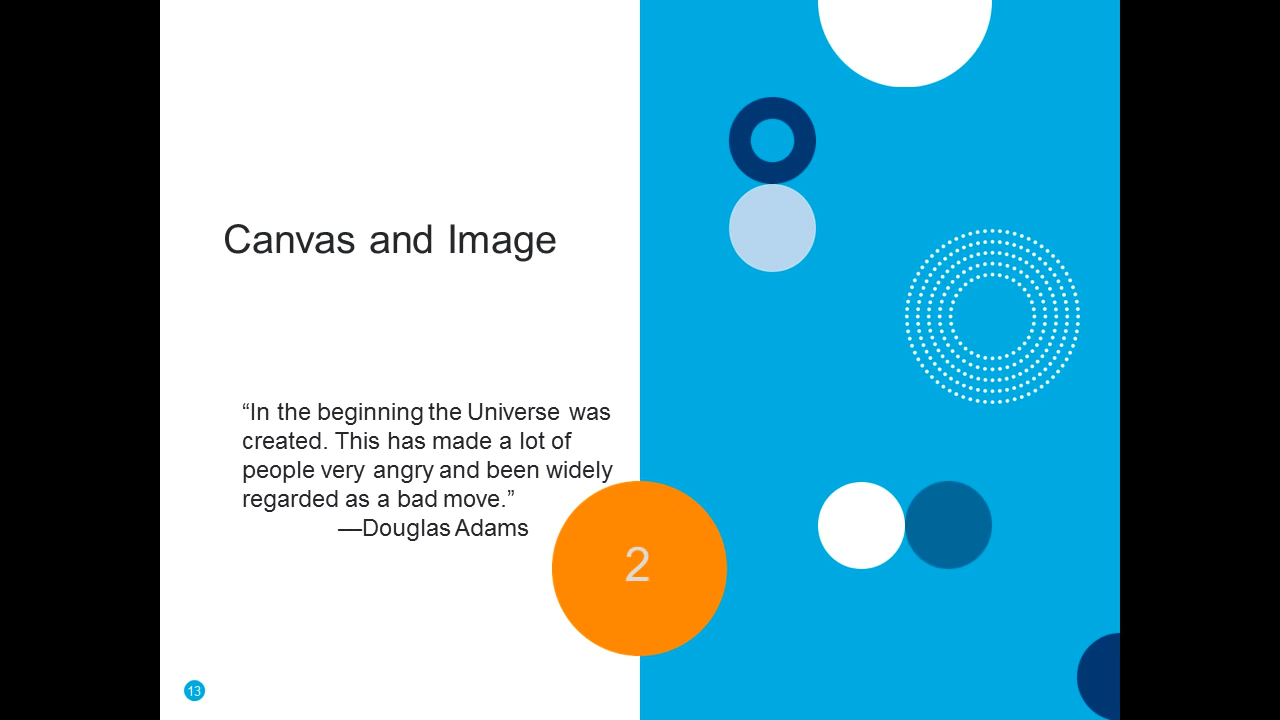 Canvas and Image
“In the beginning the Universe was
created. This has made a lot of
people very angry and been widely
regarded as a bad move.”
—Douglas Adams
2
13